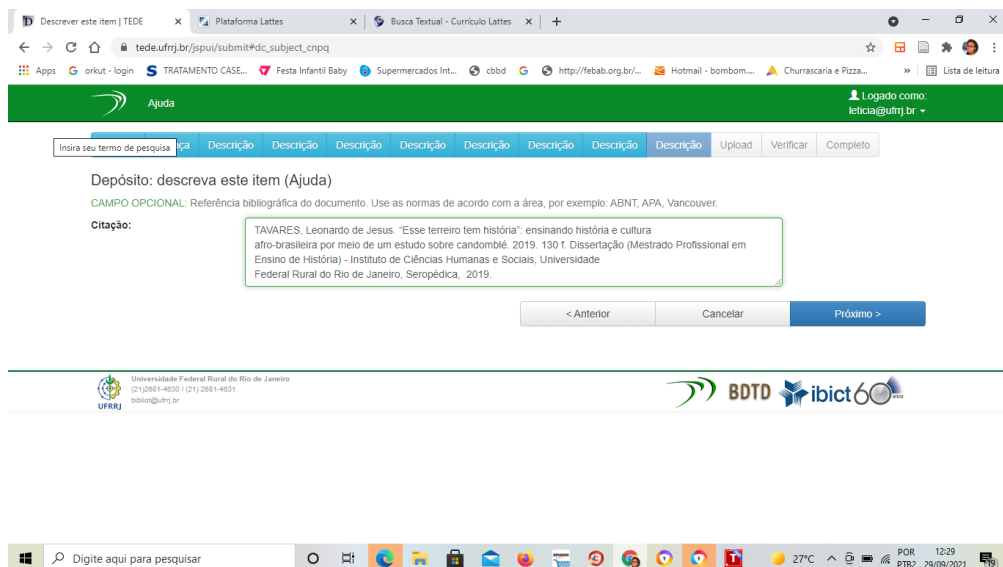 Descrever este item | TEDE
Plataforma Lattes
Busca Textual - Currículo Lattes
tede.ufrrj.br/jspui/submit#dc_subject_cnpq
Apps
orkut - login
TRATAMENTO CASE...
Festa Infantil Baby
Supermercados Int...
cbbd
http://febab.org.br/...
Hotmail - bombom....
Churrascaria e Pizza...
»
Lista de leitura
Ajuda
Logado como:
leticia@ufrrj.br
Insira seu termo de pesquisa
Descrição Descrição Descrição Descrição Descrição Descrição Descrição Descrição Upload Verificar Completo
Depósito: descreva este item (Ajuda)
CAMPO OPCIONAL: Referência bibliográfica do documento. Use as normas de acordo com a área, por exemplo: ABNT, APA, Vancouver.
Citação:
TAVARES, Leonardo de Jesus. “Esse terreiro tem história”: ensinando história e cultura
afro-brasileira por meio de um estudo sobre candomblé. 2019. 130 f. Dissertação (Mestrado Profissional em
Ensino de História) - Instituto de Ciências Humanas e Sociais, Universidade
Federal Rural do Rio de Janeiro, Seropédica, 2019.
< Anterior
Cancelar
Próximo >
UFRRJ
Universidade Federal Rural do Rio de Janeiro
(21)2681-4630 / (21) 2681-4631
bibliot@ufrrj.br
BDTD
ibict 60 anos
Digite aqui para pesquisar
27°C
POR
PTB2
12:29
29/09/2021